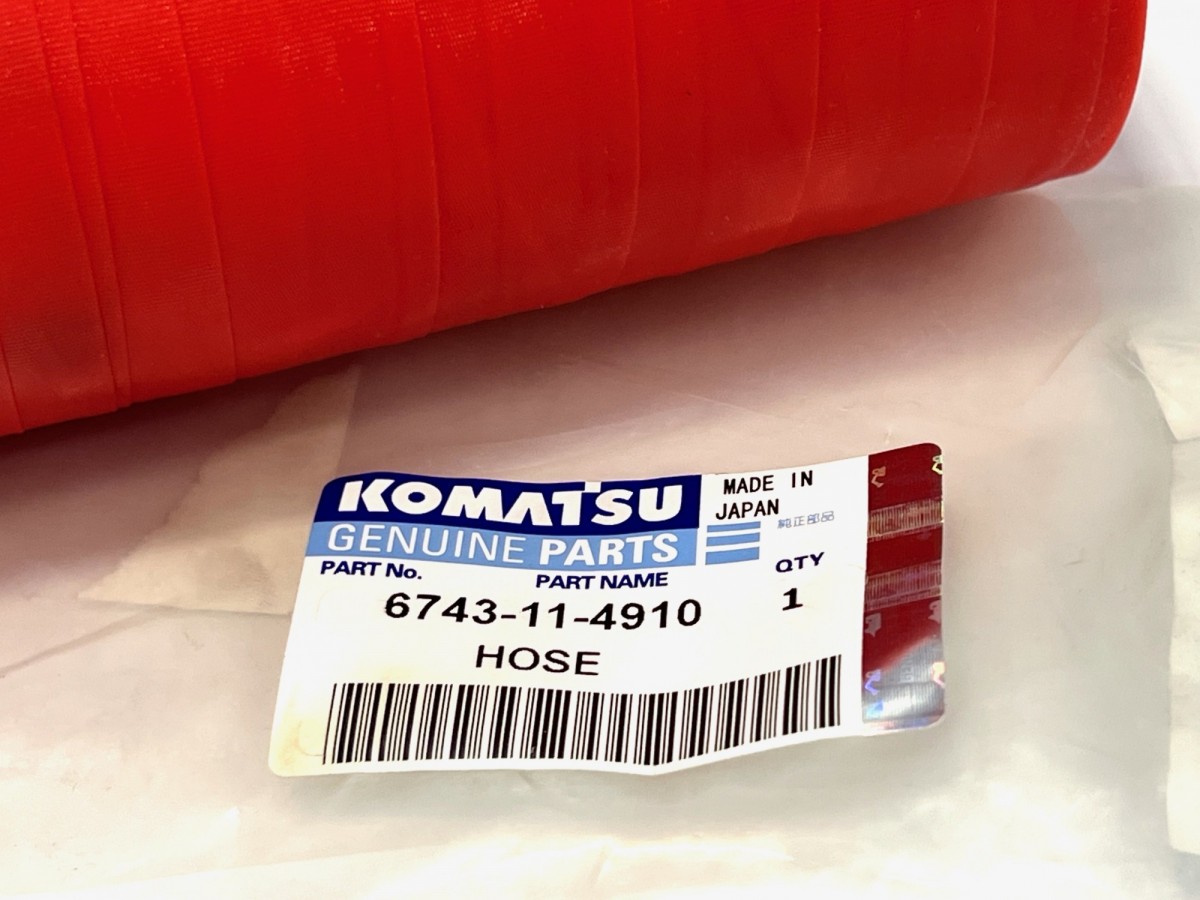 KOMATSU
MADE IN
JAPAN
純正部品
GENUINE PARTS
PART No.
PART NAME
QTY
6743-11-4910
1
HOSE